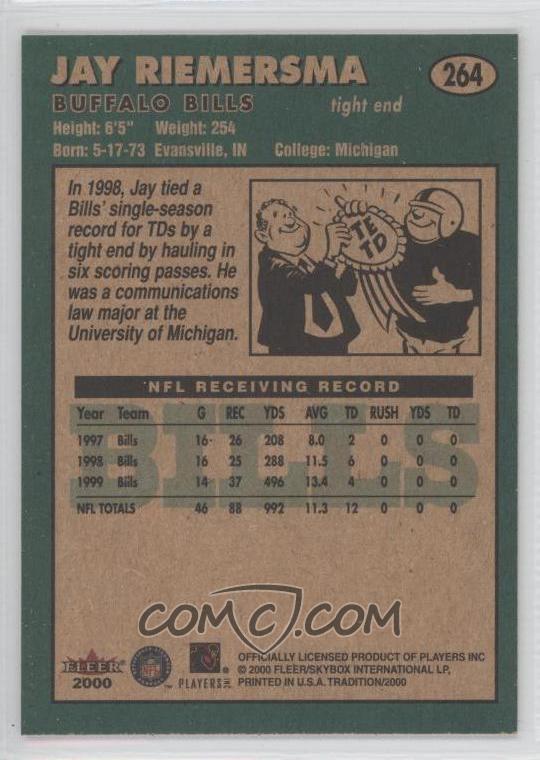 JAY RIEMERSMA
264
BUFFALO BILLS
tight end
Height: 6'5" Weight: 254
Born: 5-17-73 Evansville, IN College: Michigan
In 1998, Jay tied a
Bills' single-season
record for TDs by a
tight end by hauling in
six scoring passes. He
was a communications
law major at the
University of Michigan.
TE
TD
NFL RECEIVING RECORD
BILLS
Year Team G REC YDS AVG TD RUSH YDS TD
1997 Bills 16 26 208 8.0 2 0 0 0
1998 Bills 16 25 288 11.5 6 0 0 0
1999 Bills 14 37 496 13.4 4 0 0 0
NFL TOTALS 46 88 992 11.3 12 0 0 0
COMC.COM
FLEER
2000
NFL
™
PLAYERS INC
OFFICIALLY LICENSED PRODUCT OF PLAYERS INC
© 2000 FLEER/SKYBOX INTERNATIONAL LP,
PRINTED IN U.S.A. TRADITION/2000